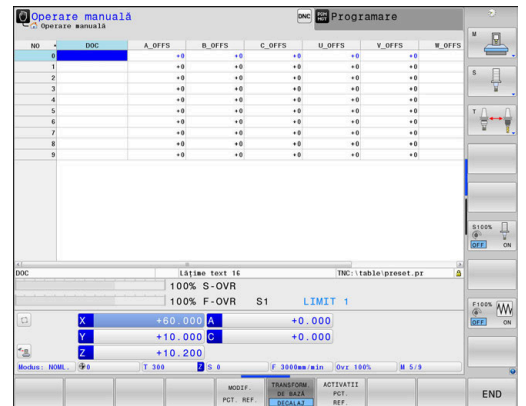 Operare manuală
Operare manuală
DNC
Programare
NO DOC A_OFFS B_OFFS C_OFFS U_OFFS V_OFFS W_OFFS
0 +0 +0 +0 +0 +0
1 +0 +0 +0 +0 +0
2 +0 +0 +0 +0 +0
3 +0 +0 +0 +0 +0
4 +0 +0 +0 +0 +0
5 +0 +0 +0 +0 +0
6 +0 +0 +0 +0 +0
7 +0 +0 +0 +0 +0
8 +0 +0 +0 +0 +0
9 +0 +0 +0 +0 +0
DOC Lăţime text 16 TNC:\table\preset.pr
100% S-OVR
100% F-OVR S1 LIMIT 1
X +60.000 A +0.000
Y +10.000 C +0.000
Z +10.200
Modus: NOML. 0 T 300 Z S 0 F 3000mm/min Ovr 100% M 5/9
M
S
T
S100%
OFF ON
F100%
OFF ON
MODIF.
PCT. REF.
TRANSFORM
DE BAZĂ
DECALAJ
ACTIVAŢII
PCT.
REF.
END